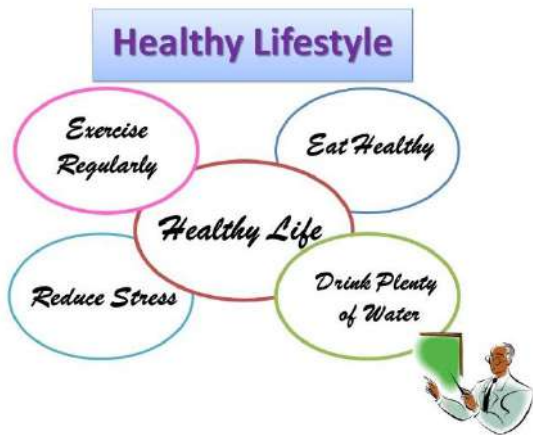 Healthy Lifestyle
Exercise
Regularly
Eat Healthy
Healthy Life
Reduce Stress
Drink Plenty
of Water